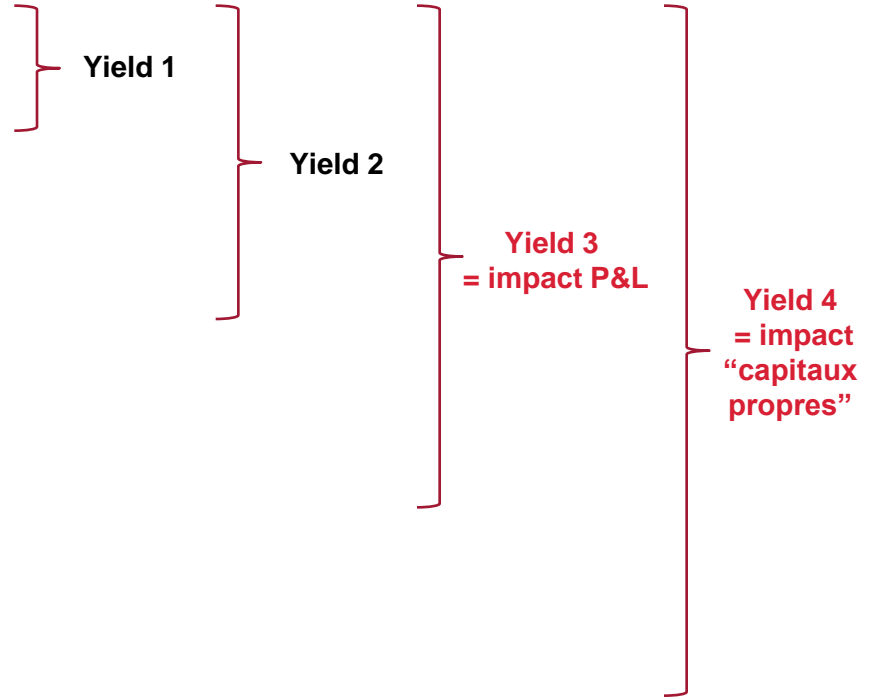 Yield 1
Yield 2
Yield 3
= impact P&L
Yield 4
= impact
“capitaux
propres”